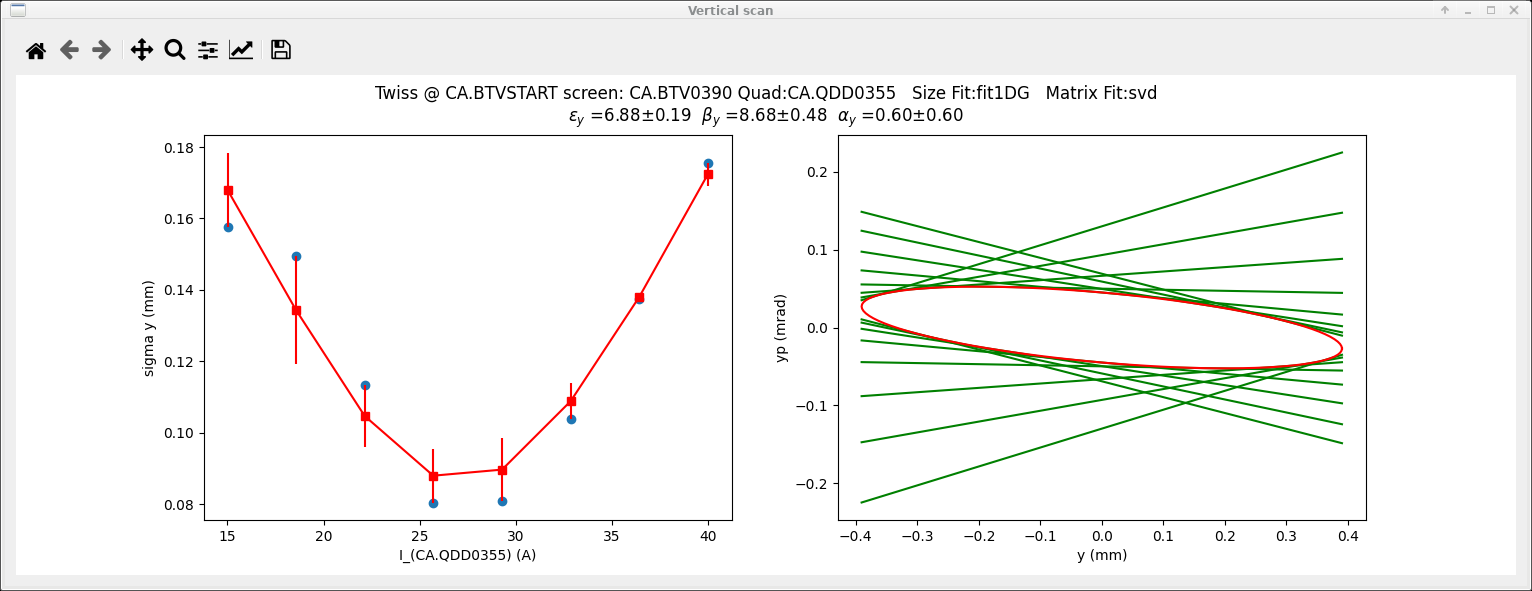 Vertical scan
Twiss @ CA.BTVSTART screen: CA.BTV0390 Quad:CA.QDD0355   Size Fit:fit1DG   Matrix Fit:svd
εy =6.88±0.19  βy =8.68±0.48  αy =0.60±0.60
sigma y (mm)
0.18
0.16
0.14
0.12
0.10
0.08
15 20 25 30 35 40
I_(CA.QDD0355) (A)
yp (mrad)
0.2
0.1
0.0
−0.1
−0.2
−0.4 −0.3 −0.2 −0.1 0.0 0.1 0.2 0.3 0.4
y (mm)